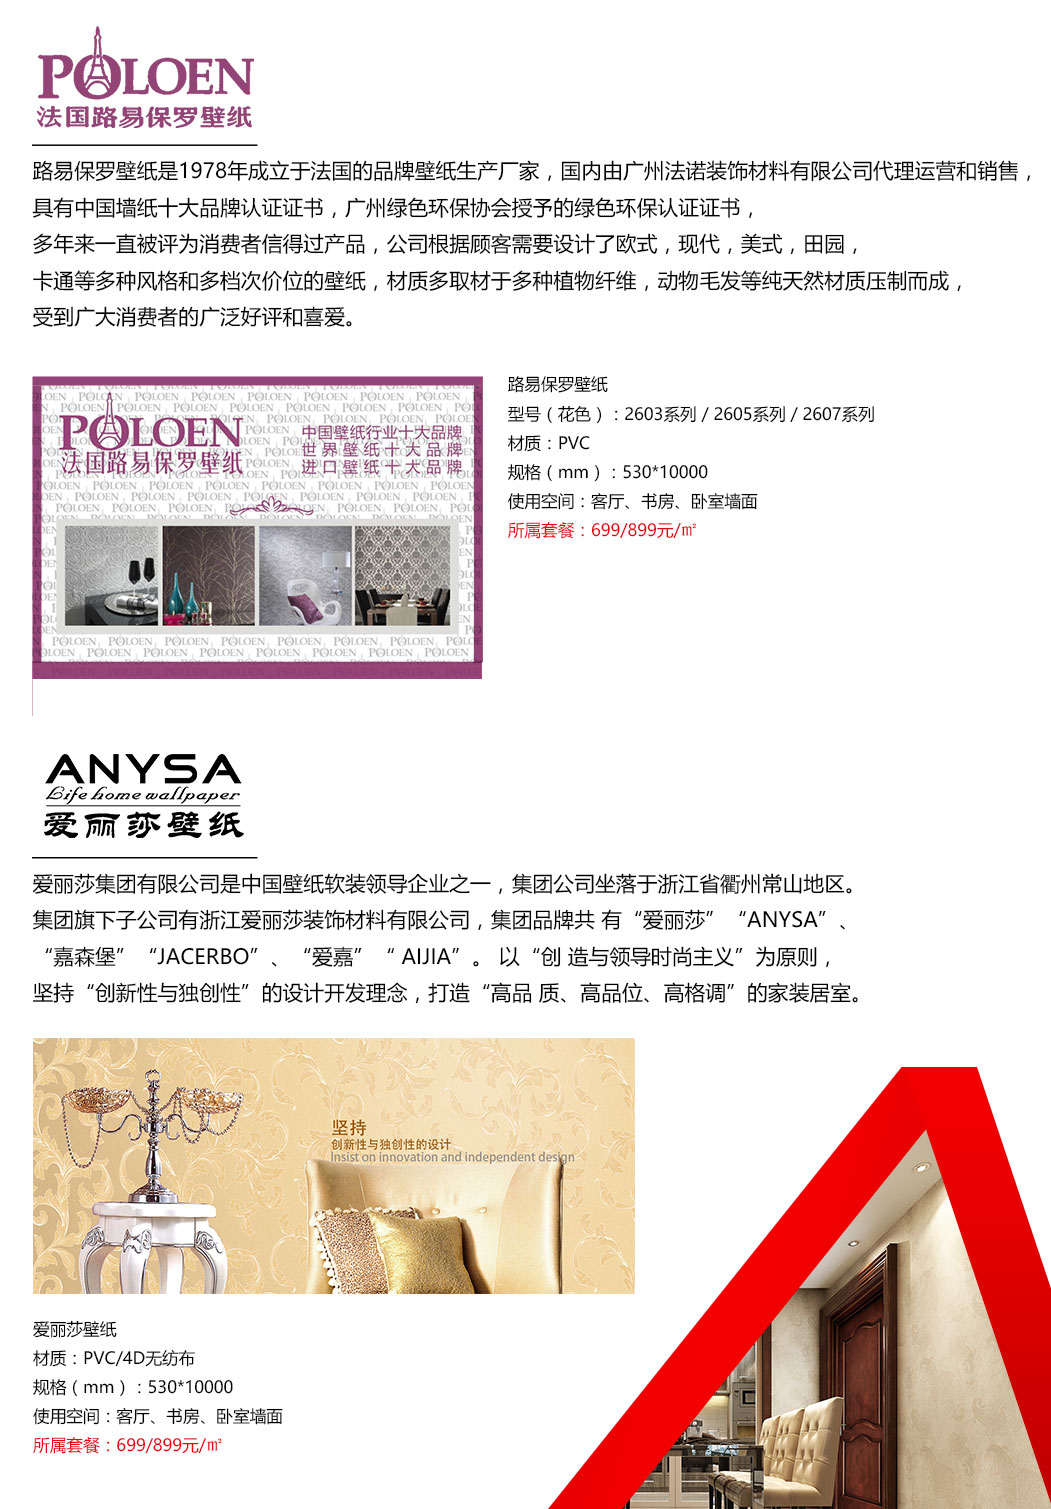 POLOEN
法国路易保罗壁纸
路易保罗壁纸是1978年成立于法国的品牌壁纸生产厂家，国内由广州法诺装饰材料有限公司代理运营和销售，
具有中国墙纸十大品牌认证证书，广州绿色环保协会授予的绿色环保认证证书，
多年来一直被评为消费者信得过产品，公司根据顾客需要设计了欧式，现代，美式，田园，
卡通等多种风格和多档次价位的壁纸，材质多取材于多种植物纤维，动物毛发等纯天然材质压制而成，
受到广大消费者的广泛好评和喜爱。
POLOEN
法国路易保罗壁纸
中国壁纸行业十大品牌
世界壁纸十大品牌
进口壁纸十大品牌
路易保罗壁纸
型号（花色）：2603系列 / 2605系列 / 2607系列
材质：PVC
规格（mm）：530*10000
使用空间：客厅、书房、卧室墙面
所属套餐：699/899元/㎡
ANYSA
Life home wallpaper
爱丽莎壁纸
爱丽莎集团有限公司是中国壁纸软装领导企业之一，集团公司坐落于浙江省衢州常山地区。
集团旗下子公司有浙江爱丽莎装饰材料有限公司，集团品牌共 有“爱丽莎”“ANYSA”、
“嘉森堡”“JACERBO”、“爱嘉”“ AIJIA”。 以“创 造与领导时尚主义”为原则，
坚持“创新性与独创性”的设计开发理念，打造“高品 质、高品位、高格调”的家装居室。
坚持
创新性与独创性的设计
Insist on innovation and independent design
爱丽莎壁纸
材质：PVC/4D无纺布
规格（mm）：530*10000
使用空间：客厅、书房、卧室墙面
所属套餐：699/899元/㎡